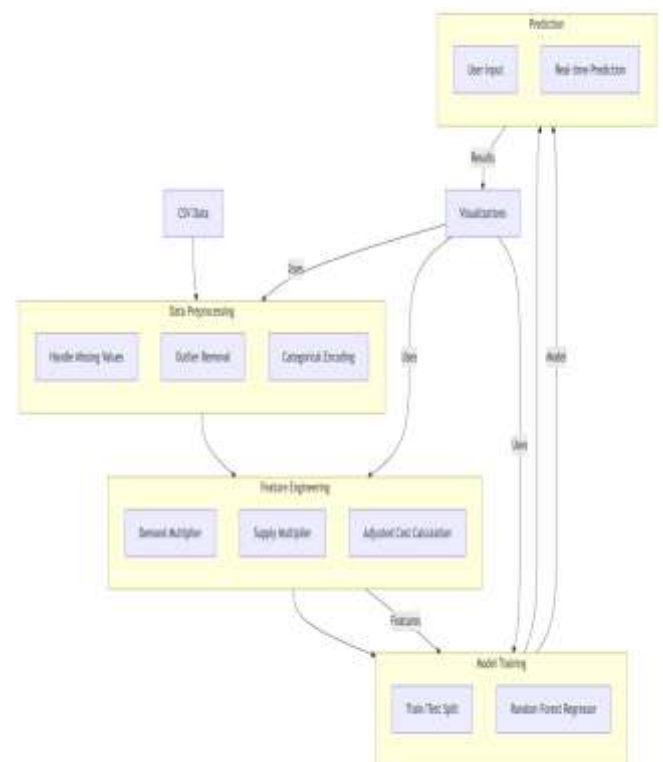 Prediction
User Input
Real-time Prediction
Results
CSV Data
Visualizations
Uses
Data Preprocessing
Handle Missing Values
Outlier Removal
Categorical Encoding
Uses
Model
Uses
Feature Engineering
Demand Multiplier
Supply Multiplier
Adjusted Cost Calculation
Features
Model Training
Train/Test Split
Random Forest Regressor